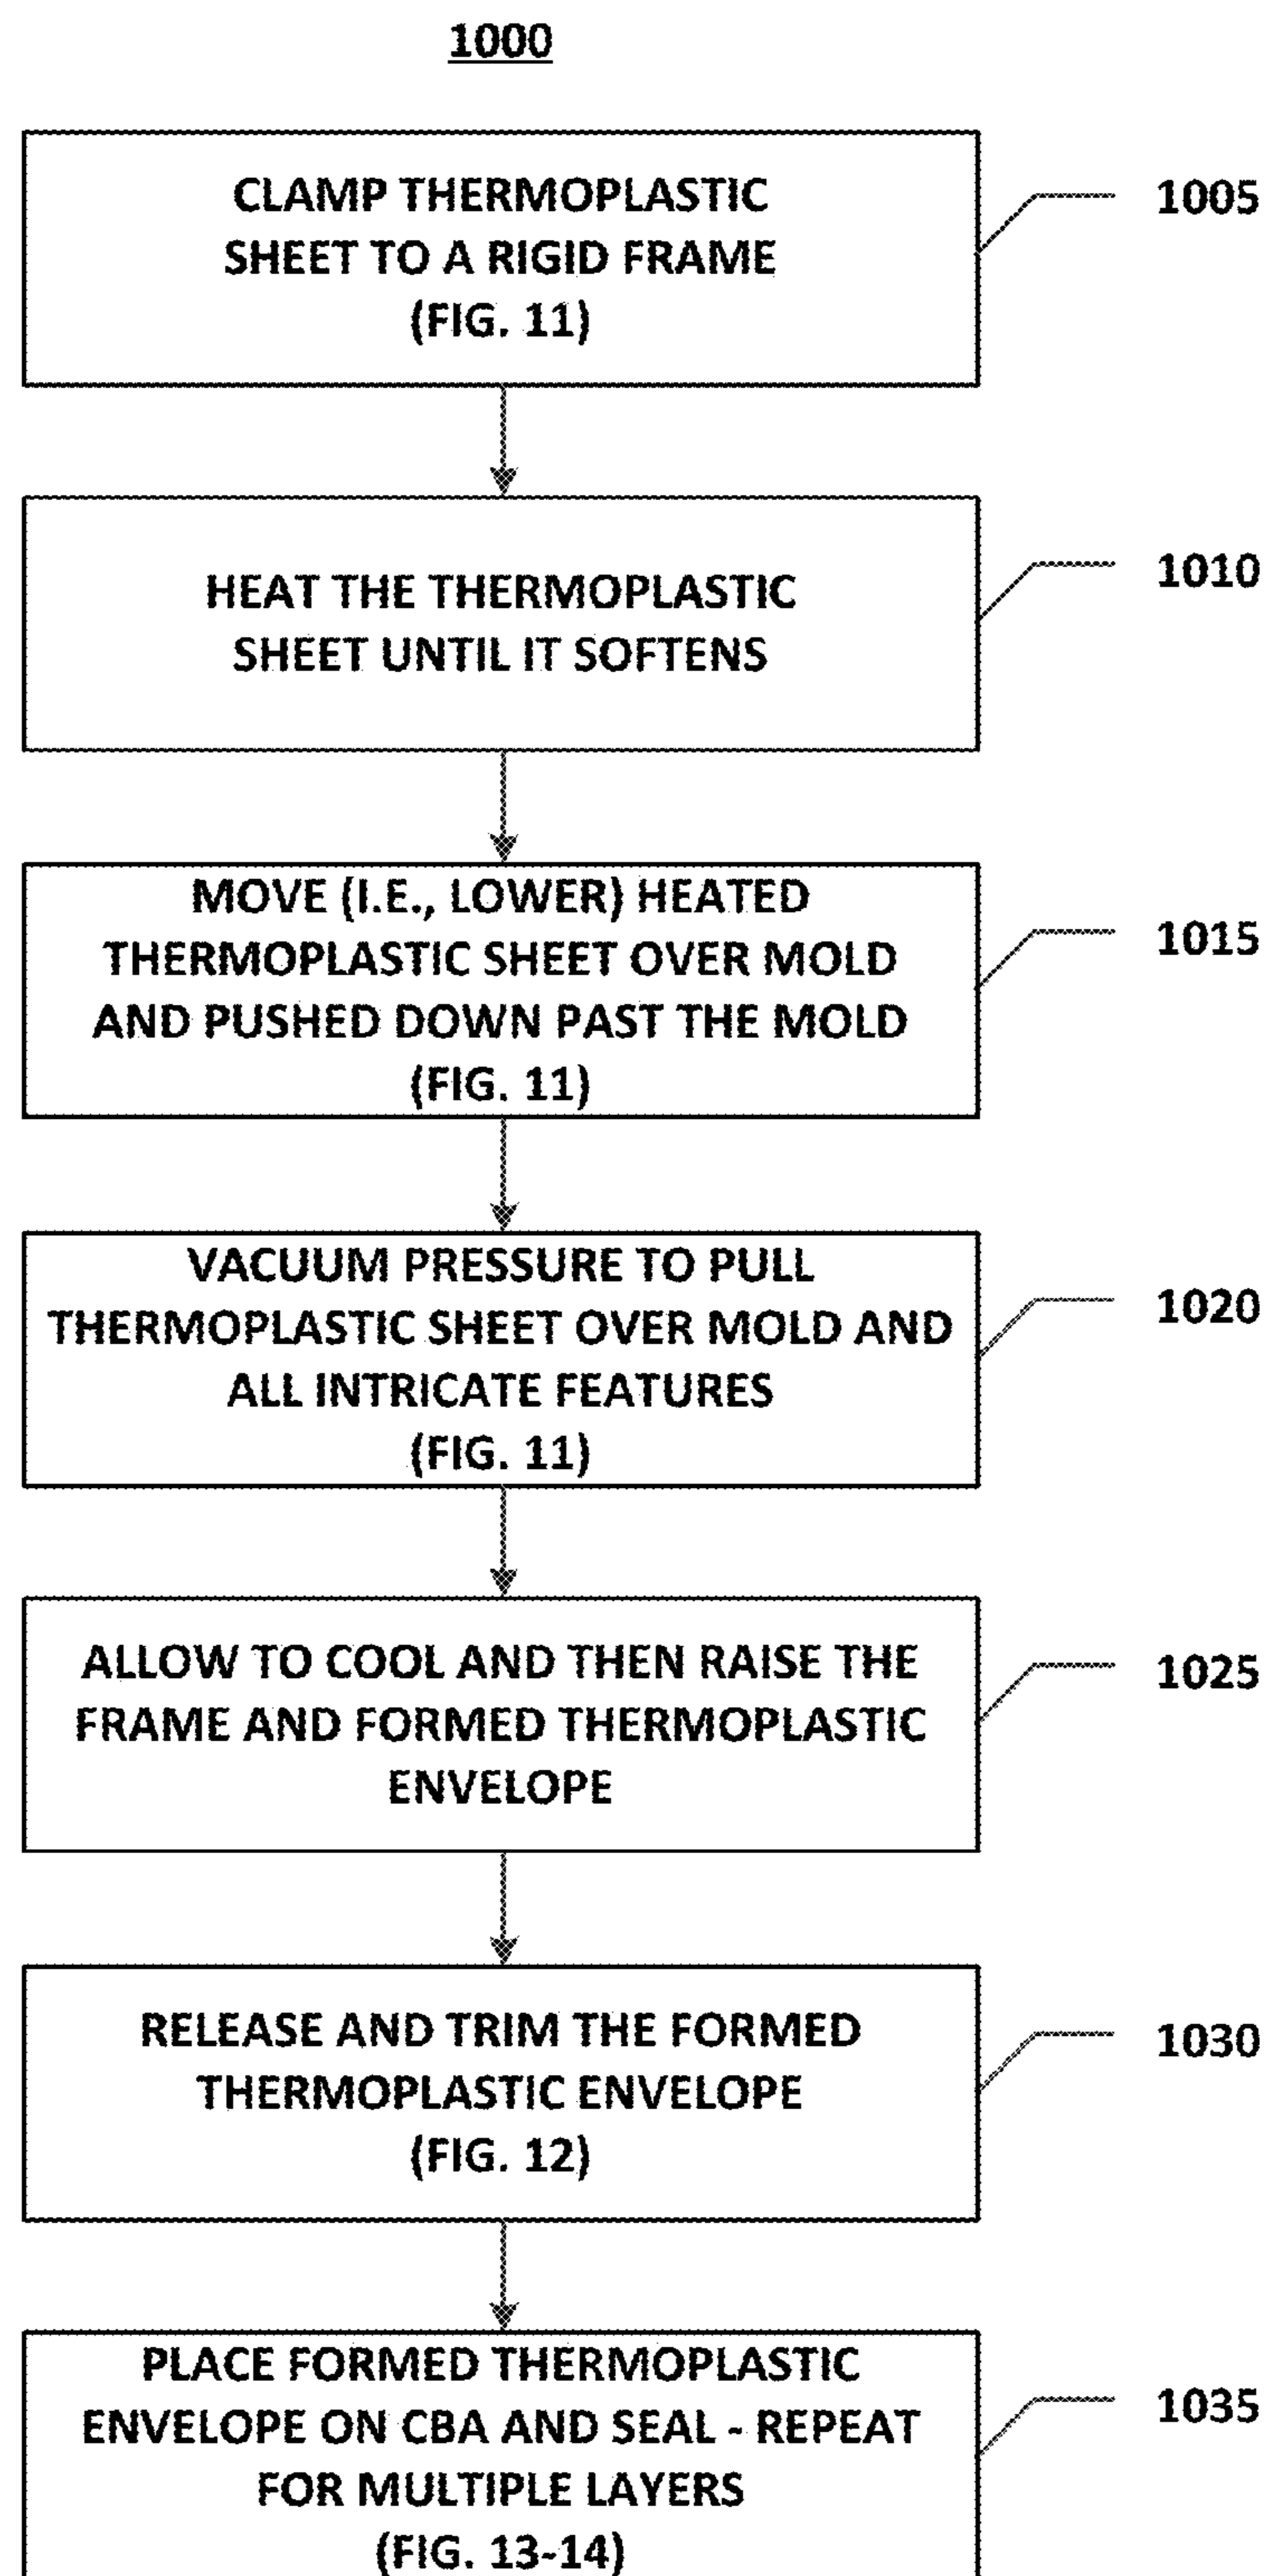 1000
CLAMP THERMOPLASTIC
SHEET TO A RIGID FRAME
(FIG. 11)
1005
HEAT THE THERMOPLASTIC
SHEET UNTIL IT SOFTENS
1010
MOVE (I.E., LOWER) HEATED
THERMOPLASTIC SHEET OVER MOLD
AND PUSHED DOWN PAST THE MOLD
(FIG. 11)
1015
VACUUM PRESSURE TO PULL
THERMOPLASTIC SHEET OVER MOLD AND
ALL INTRICATE FEATURES
(FIG. 11)
1020
ALLOW TO COOL AND THEN RAISE THE
FRAME AND FORMED THERMOPLASTIC
ENVELOPE
1025
RELEASE AND TRIM THE FORMED
THERMOPLASTIC ENVELOPE
(FIG. 12)
1030
PLACE FORMED THERMOPLASTIC
ENVELOPE ON CBA AND SEAL - REPEAT
FOR MULTIPLE LAYERS
(FIG. 13-14)
1035